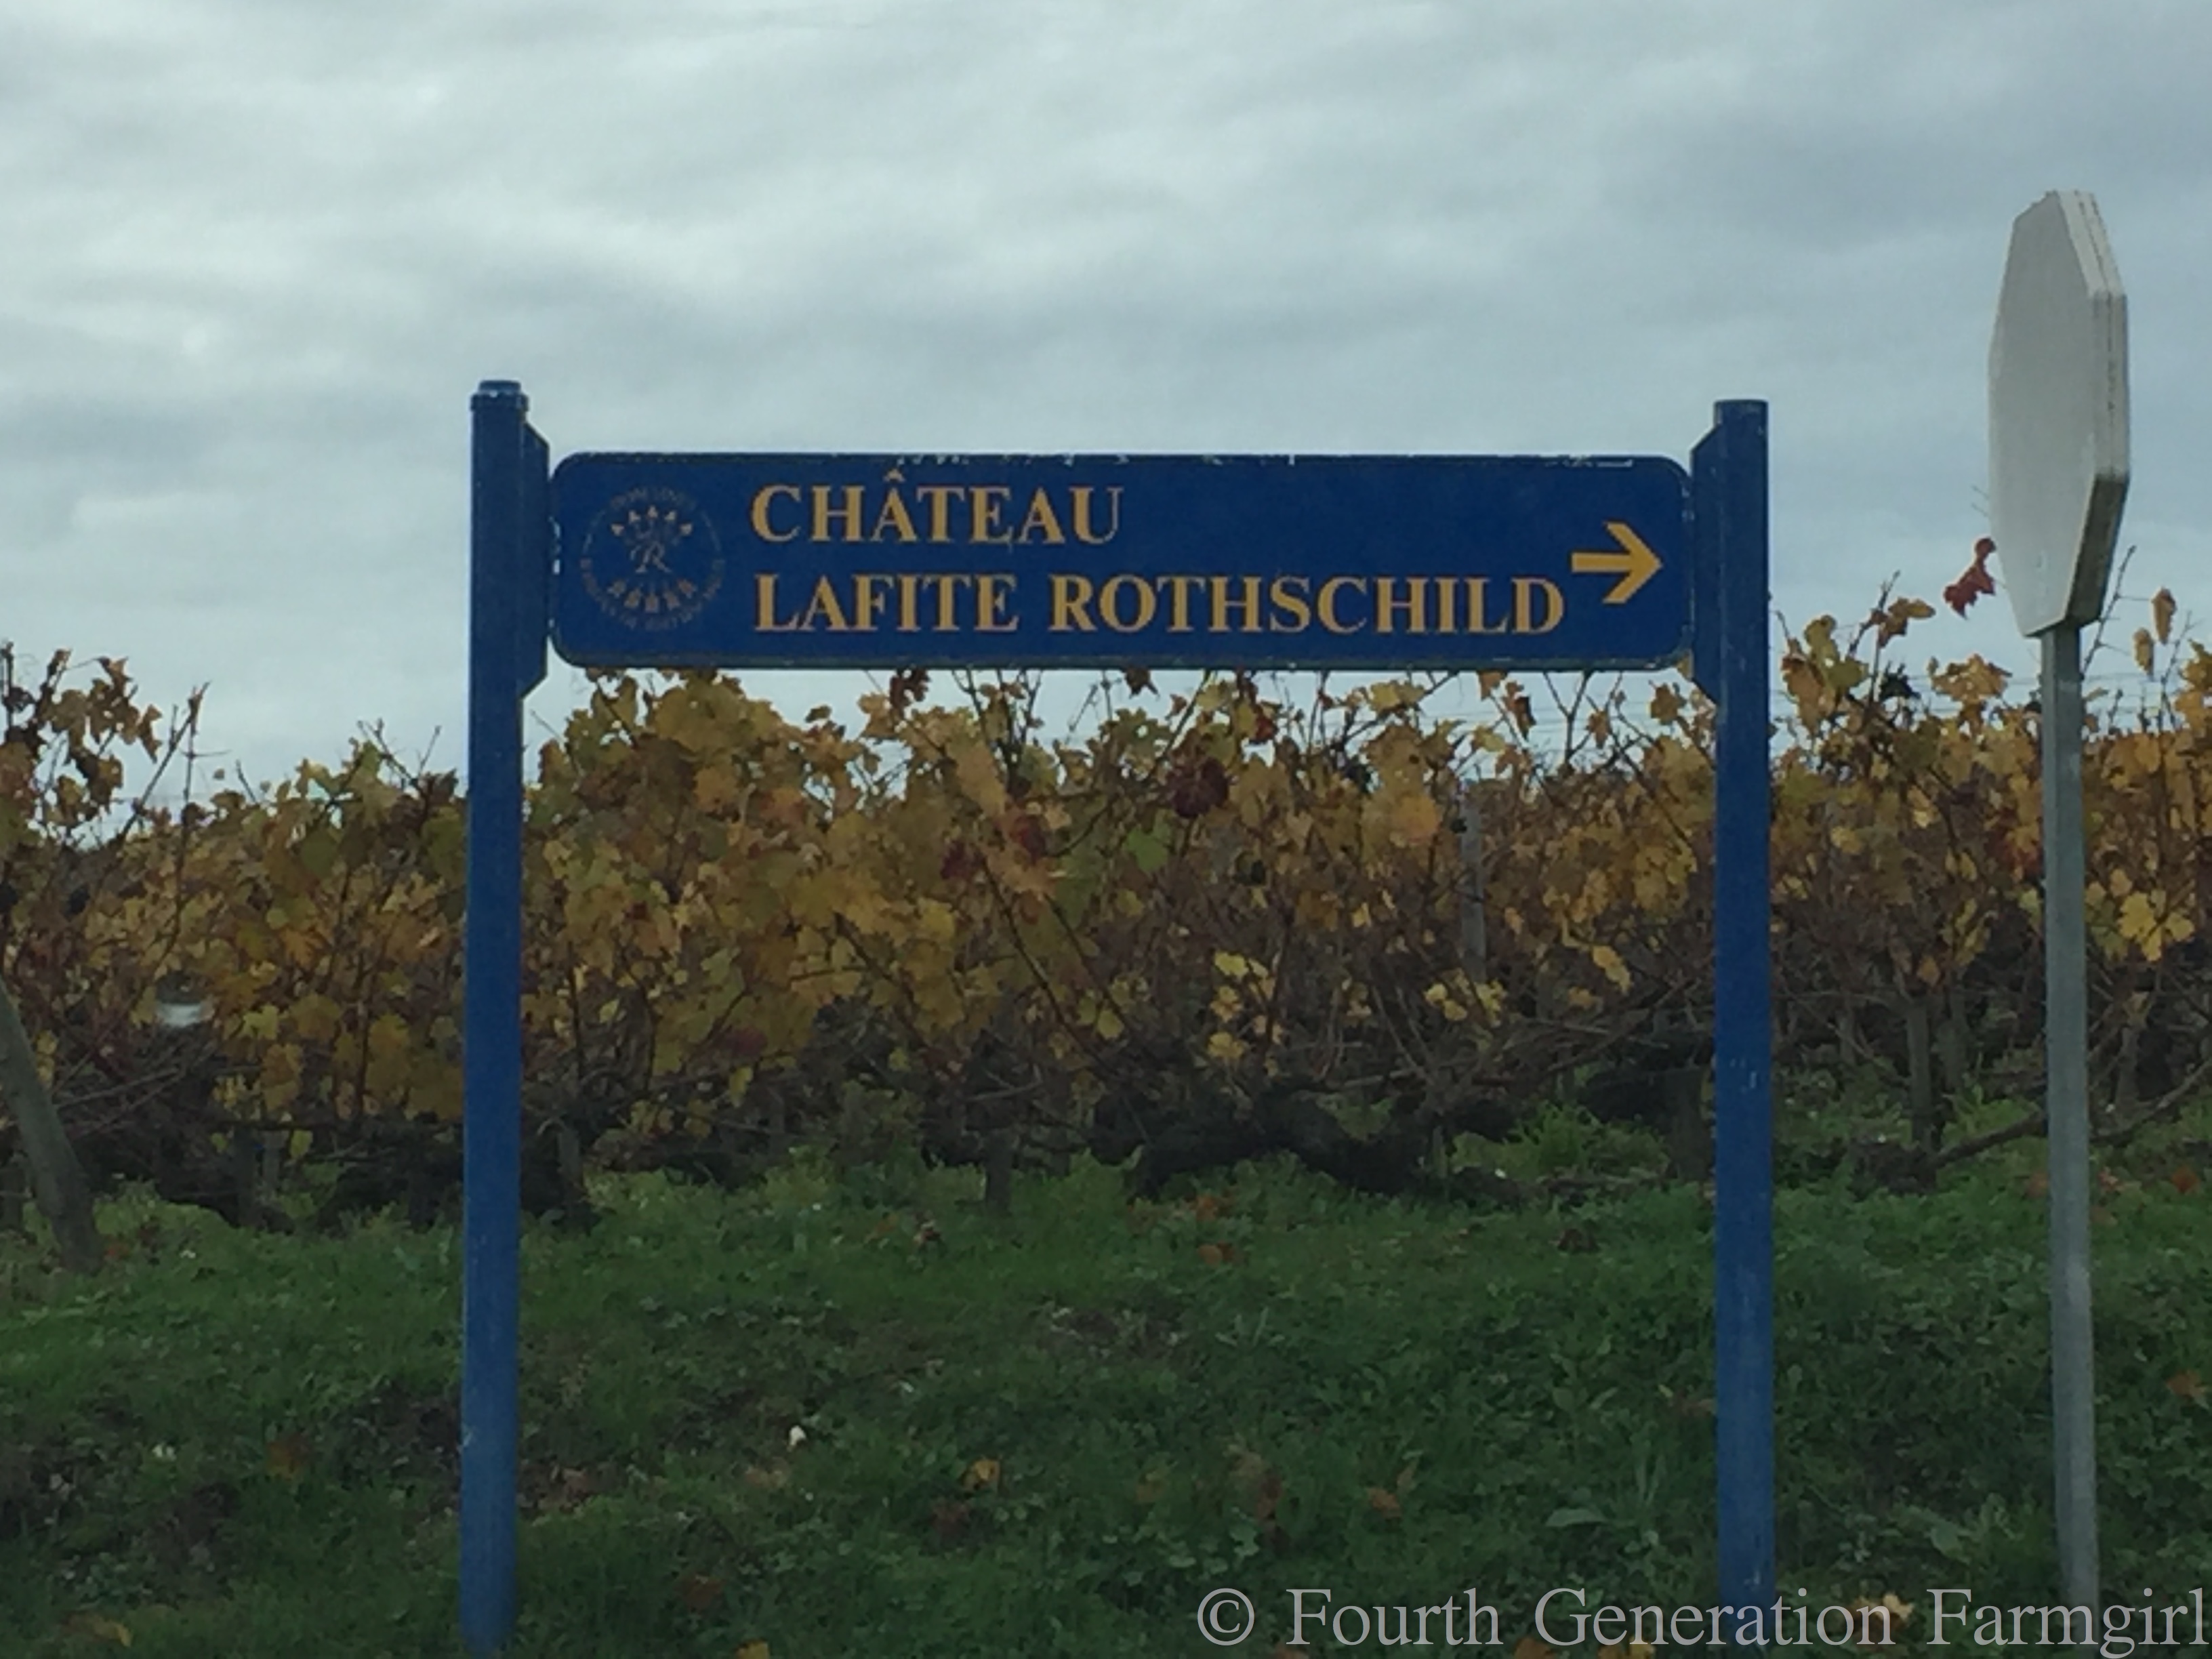 CHÂTEAU
LAFITE ROTHSCHILD
R
© Fourth Generation Farmgirl